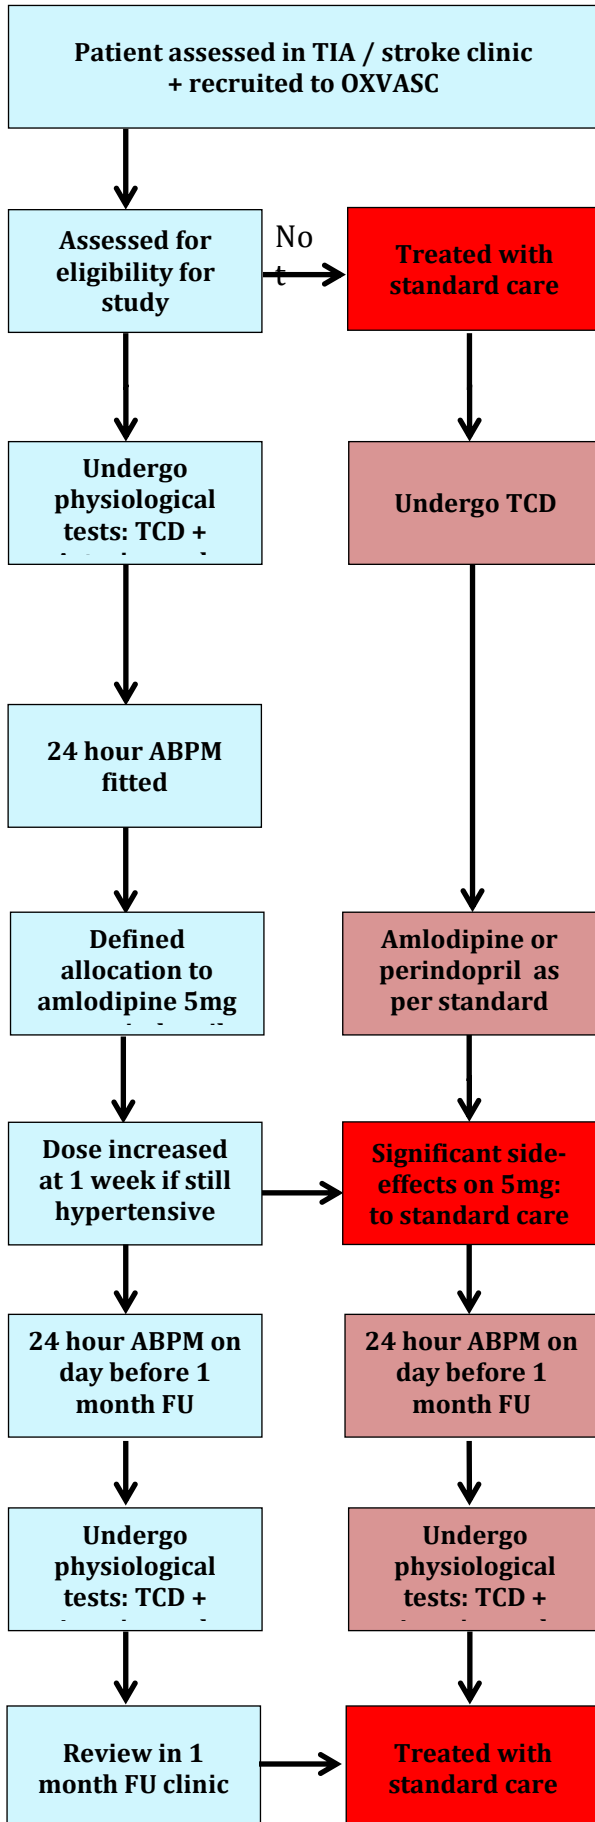 Patient assessed in TIA / stroke clinic
+ recruited to OXVASC
Assessed for
eligibility for
study
No
t
Treated with
standard care
Undergo
physiological
tests: TCD +
Undergo TCD
24 hour ABPM
fitted
Defined
allocation to
amlodipine 5mg
Amlodipine or
perindopril as
per standard
Dose increased
at 1 week if still
hypertensive
Significant side-
effects on 5mg:
to standard care
24 hour ABPM on
day before 1
month FU
24 hour ABPM on
day before 1
month FU
Undergo
physiological
tests: TCD +
Undergo
physiological
tests: TCD +
Review in 1
month FU clinic
Treated with
standard care